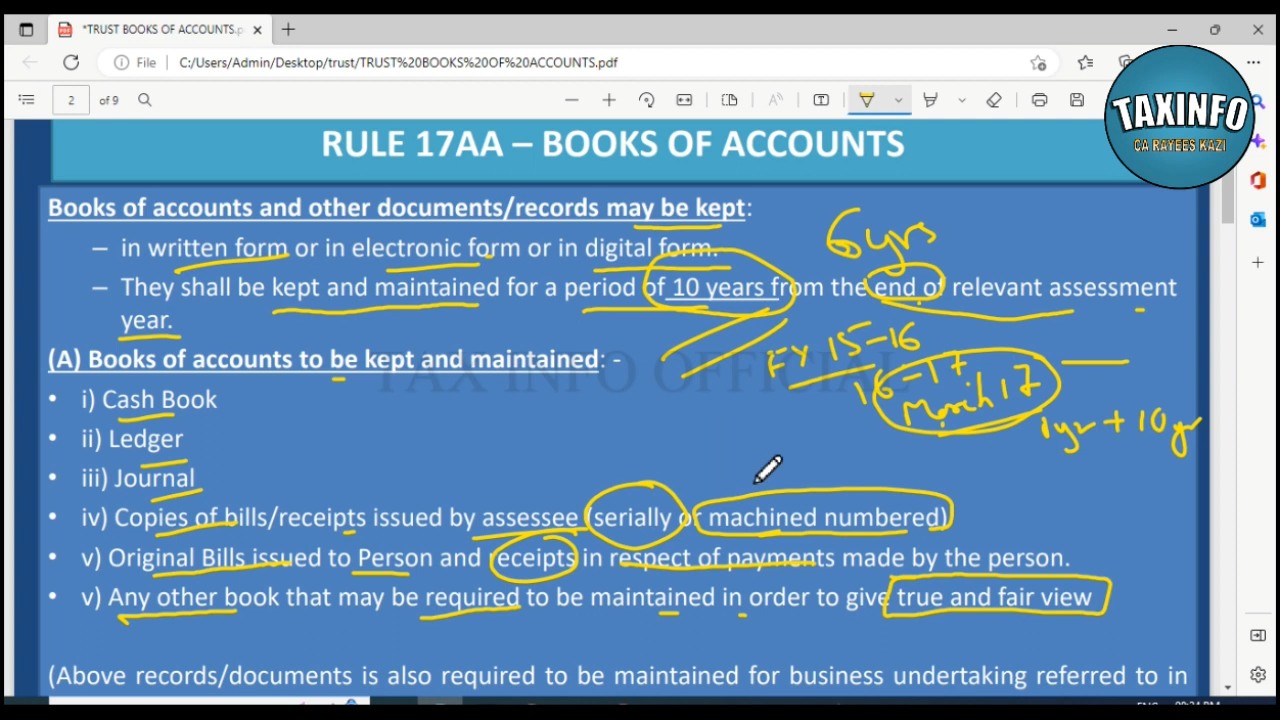 *TRUST BOOKS OF ACCOUNTS.p
File C:/Users/Admin/Desktop/trust/TRUST%20BOOKS%20OF%20ACCOUNTS.pdf
2 of 9
TAXINFO
CA RAYEES KAZI
RULE 17AA – BOOKS OF ACCOUNTS
Books of accounts and other documents/records may be kept:
– in written form or in electronic form or in digital form.
6 yrs
– They shall be kept and maintained for a period of 10 years from the end of relevant assessment
year.
FY 15-16
(A) Books of accounts to be kept and maintained: -
16-17
TAX INFO OFFICIAL
March 17
• i) Cash Book
1yr + 10yr
• ii) Ledger
• iii) Journal
• iv) Copies of bills/receipts issued by assessee (serially or machined numbered)
• v) Original Bills issued to Person and receipts in respect of payments made by the person.
• v) Any other book that may be required to be maintained in order to give true and fair view
(Above records/documents is also required to be maintained for business undertaking referred to in